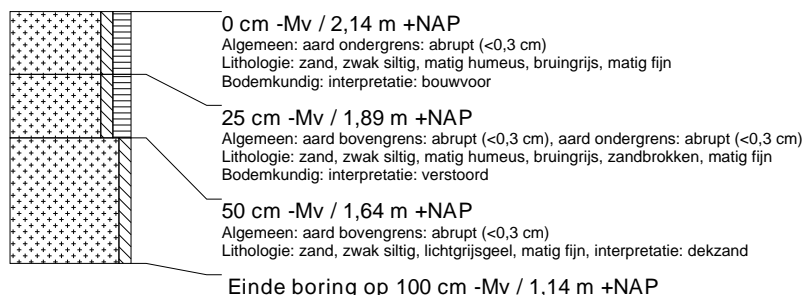 0 cm -Mv / 2,14 m +NAP
Algemeen: aard ondergrens: abrupt (<0,3 cm)
Lithologie: zand, zwak siltig, matig humeus, bruingrijs, matig fijn
Bodemkundig: interpretatie: bouwvoor
25 cm -Mv / 1,89 m +NAP
Algemeen: aard bovengrens: abrupt (<0,3 cm), aard ondergrens: abrupt (<0,3 cm)
Lithologie: zand, zwak siltig, matig humeus, bruingrijs, zandbrokken, matig fijn
Bodemkundig: interpretatie: verstoord
50 cm -Mv / 1,64 m +NAP
Algemeen: aard bovengrens: abrupt (<0,3 cm)
Lithologie: zand, zwak siltig, lichtgrijsgeel, matig fijn, interpretatie: dekzand
Einde boring op 100 cm -Mv / 1,14 m +NAP